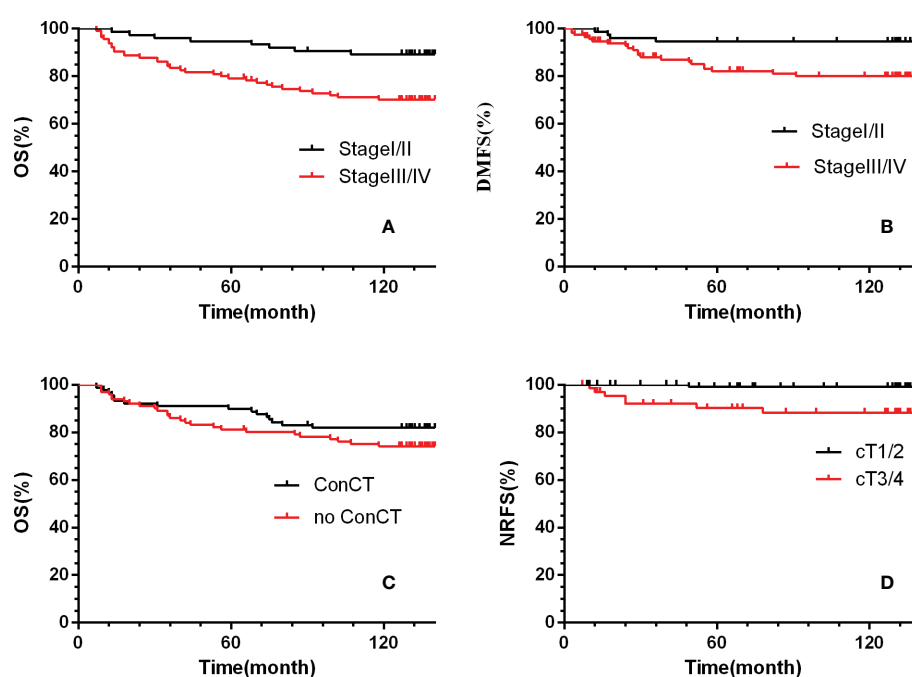 100
80
60
40
20
0
OS(%)
StageI/II
StageIII/IV
A
0 60 120
Time(month)
100
80
60
40
20
0
DMFS(%)
StageI/II
StageIII/IV
B
0 60 120
Time(month)
100
80
60
40
20
0
OS(%)
ConCT
no ConCT
C
0 60 120
Time(month)
100
80
60
40
20
0
NRFS(%)
cT1/2
cT3/4
D
0 60 120
Time(month)